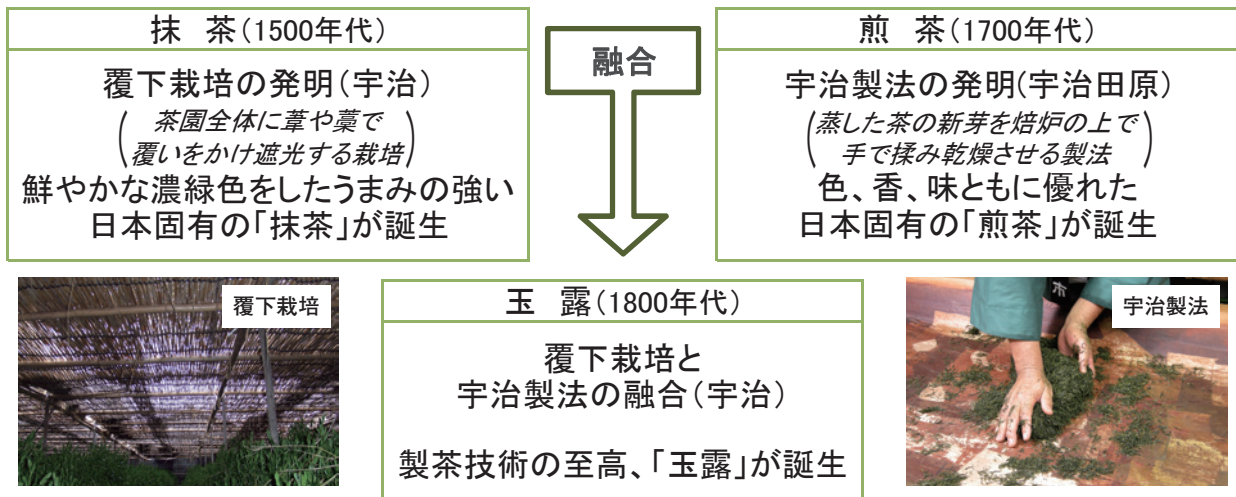 抹　茶（1500年代）
覆下栽培の発明（宇治）
（茶園全体に葦や藁で
覆いをかけ遮光する栽培）
鮮やかな濃緑色をしたうまみの強い
日本固有の「抹茶」が誕生
融合
煎　茶（1700年代）
宇治製法の発明（宇治田原）
（蒸した茶の新芽を焙炉の上で
手で揉み乾燥させる製法）
色、香、味ともに優れた
日本固有の「煎茶」が誕生
覆下栽培
玉　露（1800年代）
覆下栽培と
宇治製法の融合（宇治）
製茶技術の至高、「玉露」が誕生
宇治製法